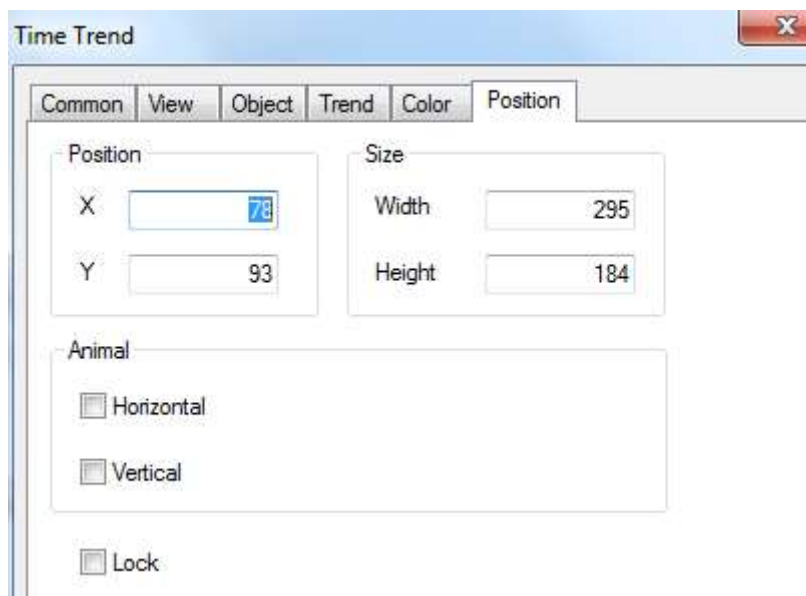 Time Trend
Common View Object Trend Color Position
Position Size
X 78 Width 295
Y 93 Height 184
Animal
Horizontal
Vertical
Lock